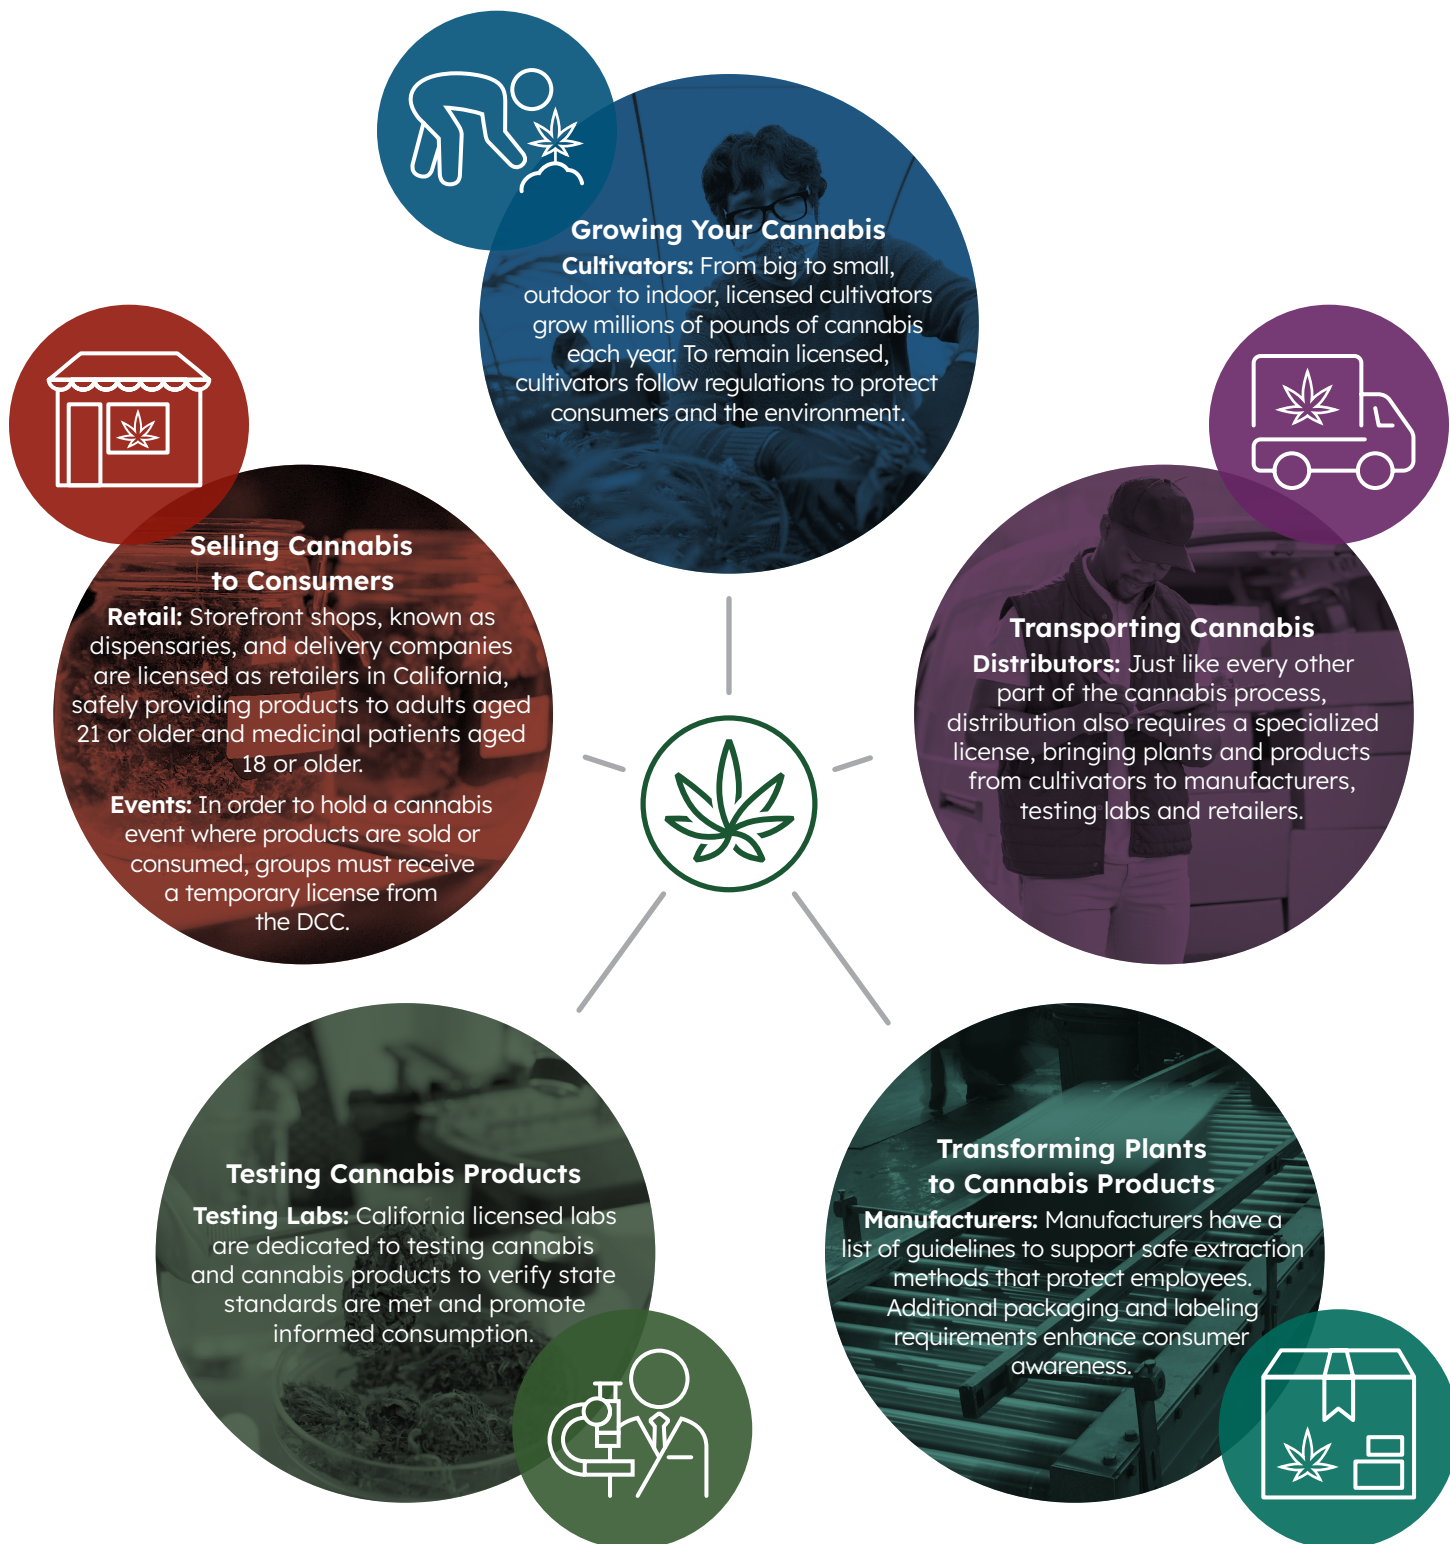 Growing Your Cannabis
Cultivators: From big to small,
outdoor to indoor, licensed cultivators
grow millions of pounds of cannabis
each year. To remain licensed,
cultivators follow regulations to protect
consumers and the environment.
Selling Cannabis
to Consumers
Retail: Storefront shops, known as
dispensaries, and delivery companies
are licensed as retailers in California,
safely providing products to adults aged
21 or older and medicinal patients aged
18 or older.
Events: In order to hold a cannabis
event where products are sold or
consumed, groups must receive
a temporary license from
the DCC.
Transporting Cannabis
Distributors: Just like every other
part of the cannabis process,
distribution also requires a specialized
license, bringing plants and products
from cultivators to manufacturers,
testing labs and retailers.
Testing Cannabis Products
Testing Labs: California licensed labs
are dedicated to testing cannabis
and cannabis products to verify state
standards are met and promote
informed consumption.
Transforming Plants
to Cannabis Products
Manufacturers: Manufacturers have a
list of guidelines to support safe extraction
methods that protect employees.
Additional packaging and labeling
requirements enhance consumer
awareness.